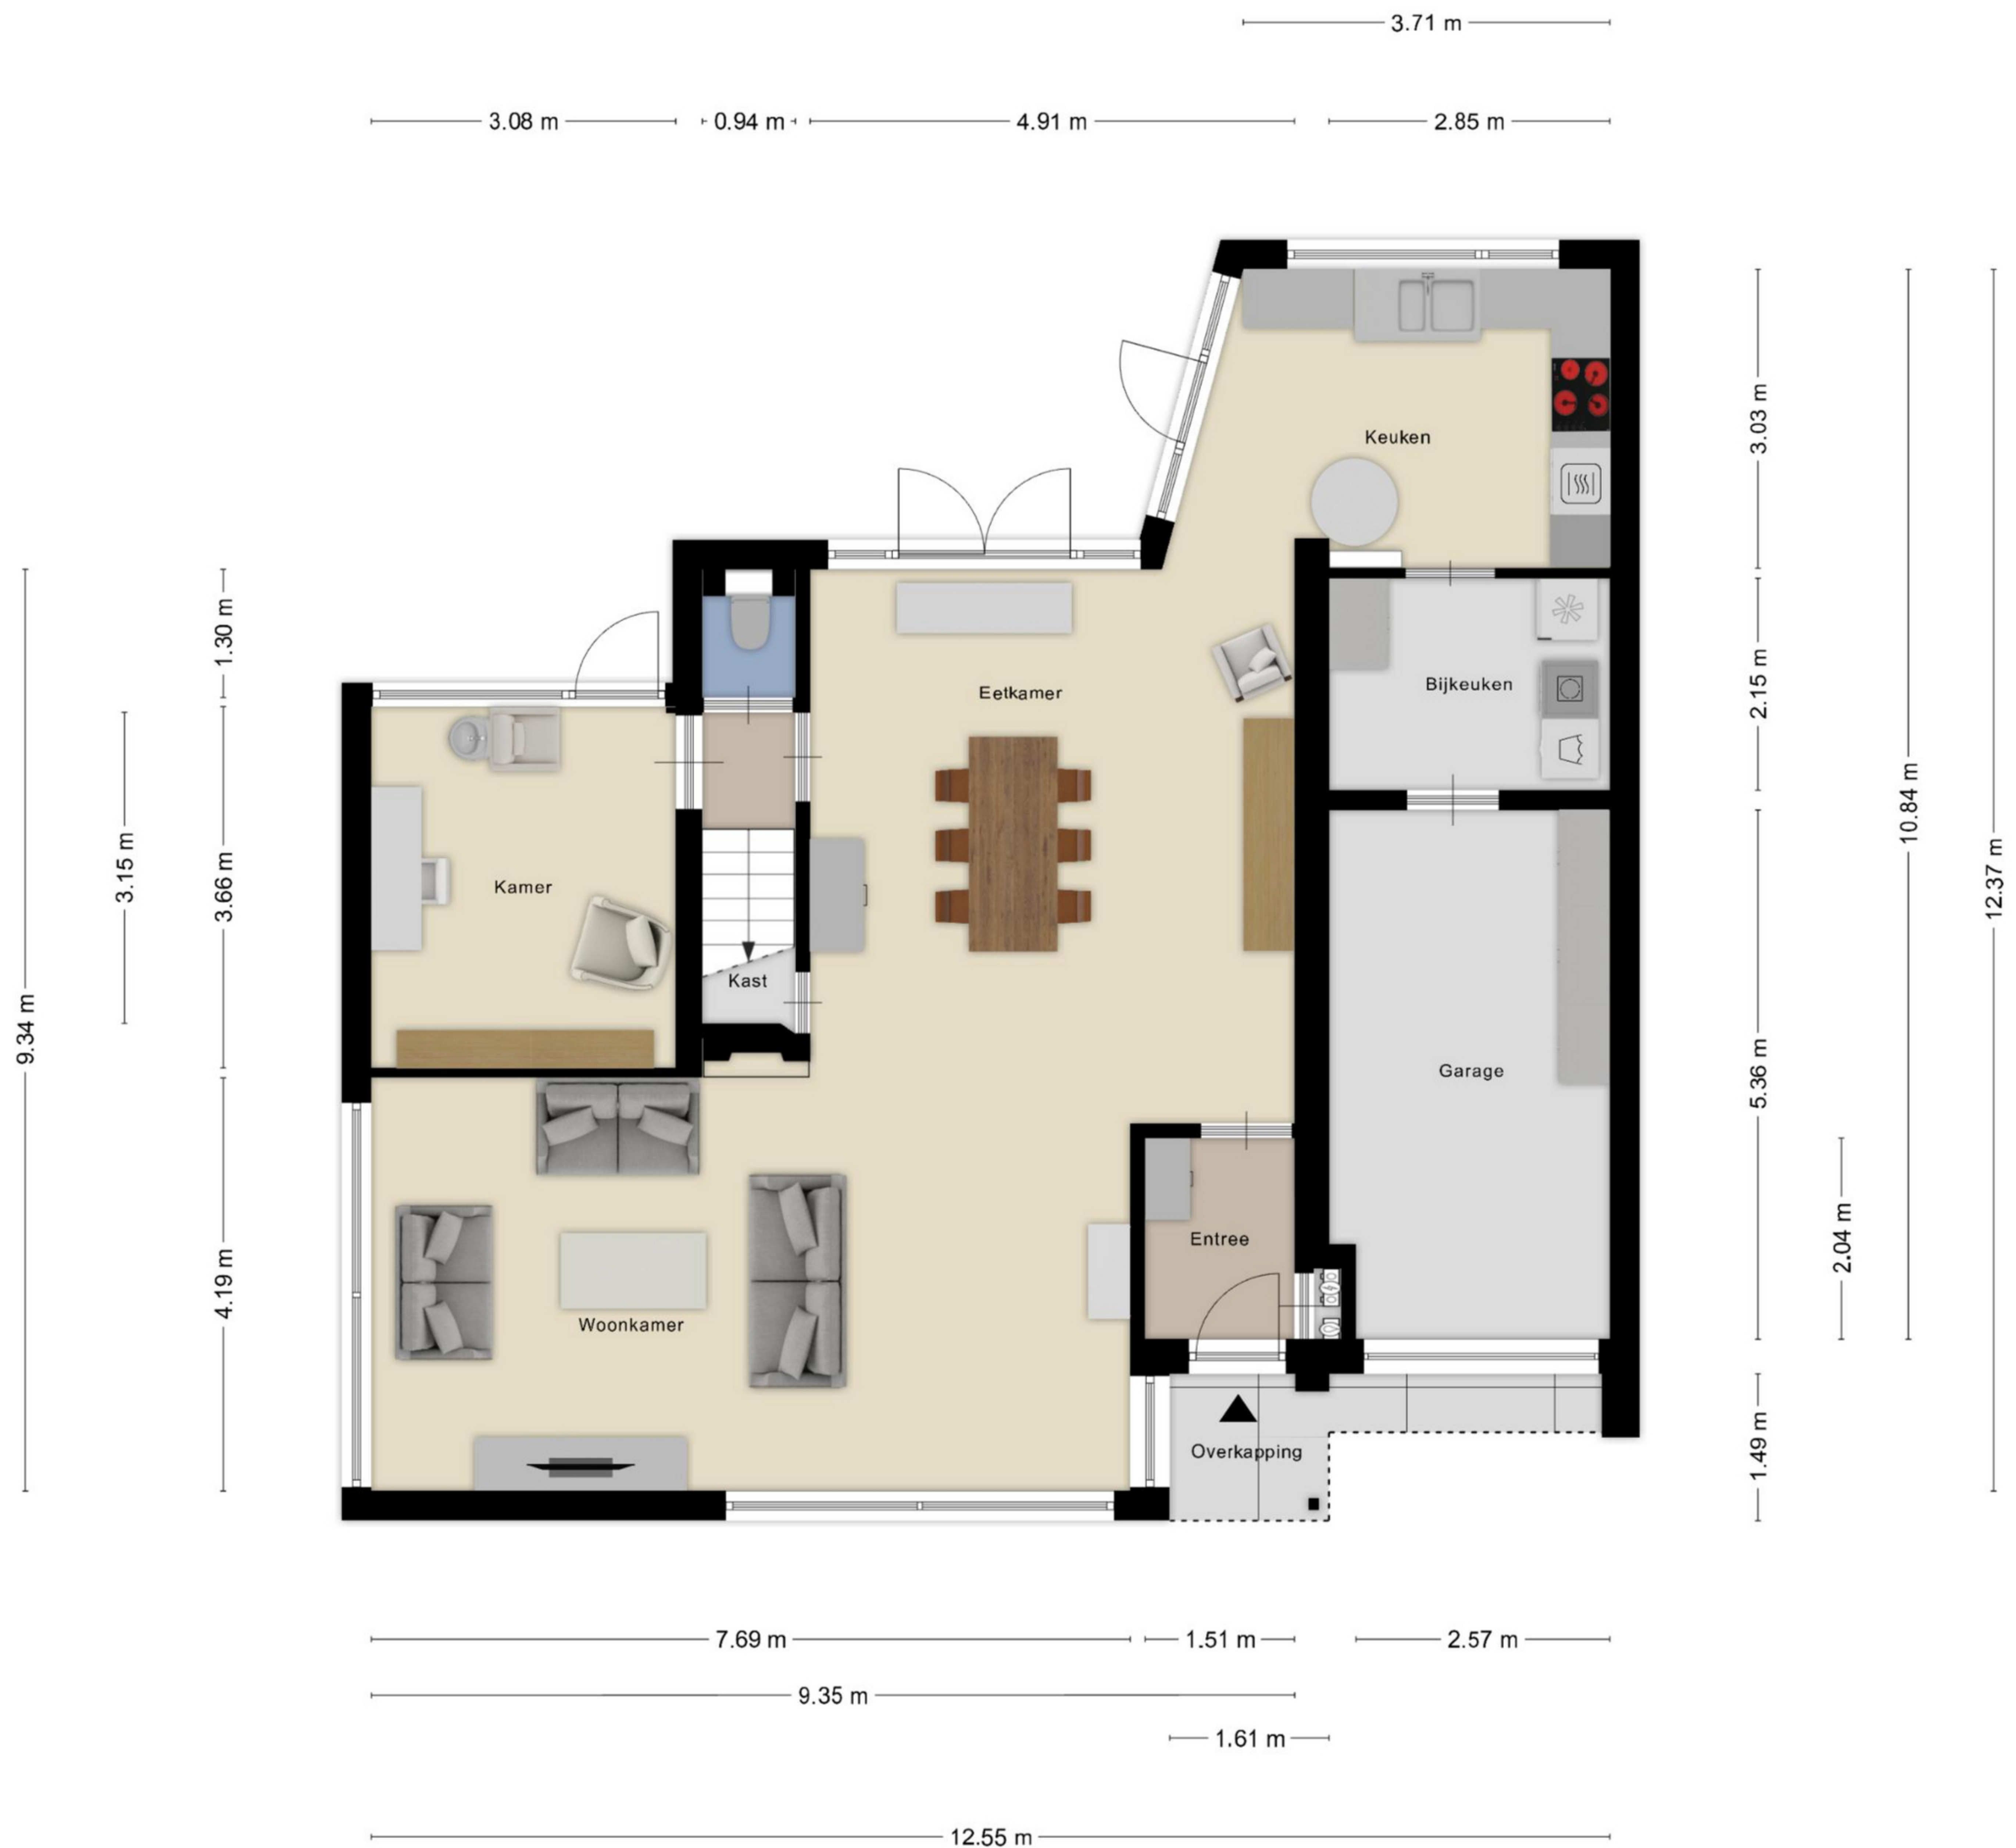 3.71 m
3.08 m
0.94 m
4.91 m
2.85 m
Keuken
3.03 m
1.30 m
Eetkamer
Bijkeuken
2.15 m
10.84 m
12.37 m
3.15 m
3.66 m
Kamer
Kast
9.34 m
Garage
5.36 m
Entree
2.04 m
4.19 m
Woonkamer
Overkapping
1.49 m
7.69 m
1.51 m
2.57 m
9.35 m
1.61 m
12.55 m